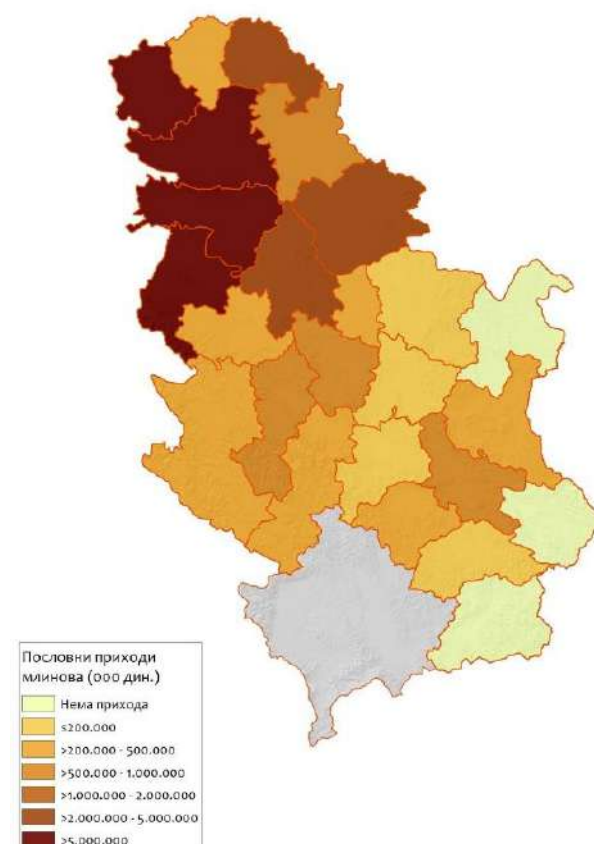 Пословни приходи
млинова (000 дин.)
Нема прихода
≤200.000
>200.000 - 500.000
>500.000 - 1.000.000
>1.000.000 - 2.000.000
>2.000.000 - 5.000.000
>5.000.000